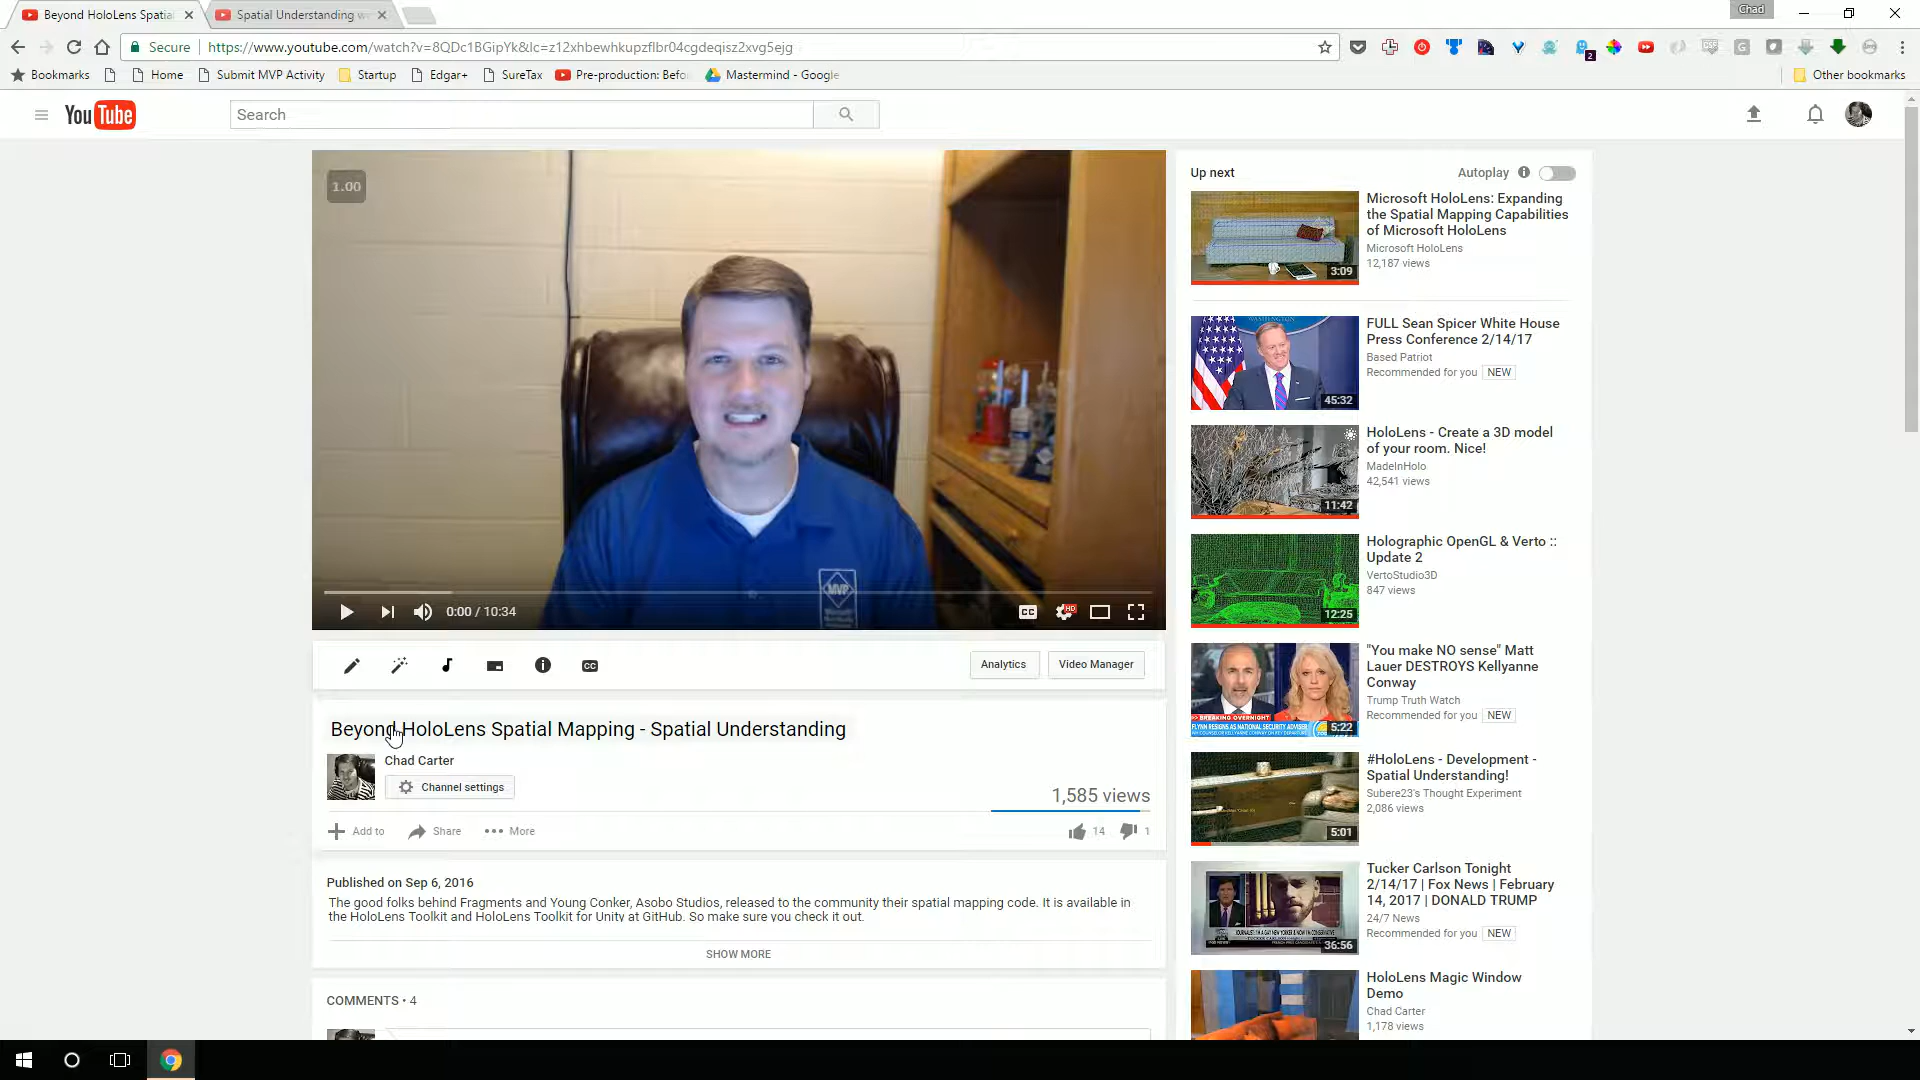 Beyond HoloLens Spatia
Spatial Understanding w
Chad
Secure
https://www.youtube.com/watch?v=8QDc1BGipYk&lc=z12xhbewhkupzflbr04cgdeqisz2xvg5ejg
2
Bookmarks
Home
Submit MVP Activity
Startup
Edgar+
SureTax
Pre-production: Befo
Mastermind - Google
Other bookmarks
YouTube
Search
1.00
MVP
0:00 / 10:34
CC
HD
CC
Analytics
Video Manager
Beyond HoloLens Spatial Mapping - Spatial Understanding
Chad Carter
Channel settings
1,585 views
Add to
Share
More
14
1
Published on Sep 6, 2016
The good folks behind Fragments and Young Conker, Asobo Studios, released to the community their spatial mapping code. It is available in
the HoloLens Toolkit and HoloLens Toolkit for Unity at GitHub. So make sure you check it out.
SHOW MORE
COMMENTS • 4
Up next
Autoplay
Microsoft HoloLens: Expanding
the Spatial Mapping Capabilities
of Microsoft HoloLens
Microsoft HoloLens
12,187 views
3:09
FULL Sean Spicer White House
Press Conference 2/14/17
Based Patriot
Recommended for you NEW
45:32
HoloLens - Create a 3D model
of your room. Nice!
MadeInHolo
42,541 views
11:42
Holographic OpenGL & Verto ::
Update 2
VertoStudio3D
847 views
12:25
"You make NO sense" Matt
Lauer DESTROYS Kellyanne
Conway
Trump Truth Watch
Recommended for you NEW
BREAKING OVERNIGHT
5:22
#HoloLens - Development -
Spatial Understanding!
Subere23's Thought Experiment
2,086 views
5:01
Tucker Carlson Tonight
2/14/17 | Fox News | February
14, 2017 | DONALD TRUMP
24/7 News
Recommended for you NEW
36:56
HoloLens Magic Window
Demo
Chad Carter
1,178 views